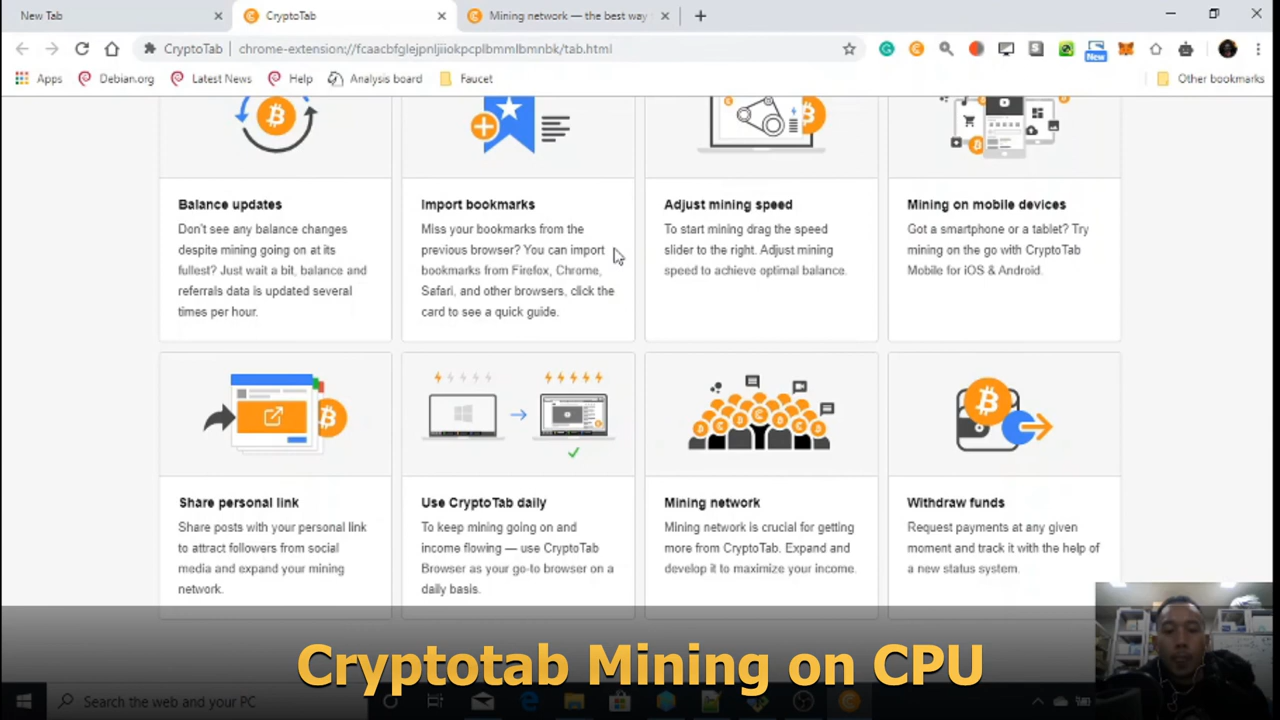 New Tab
CryptoTab
Mining network — the best way
CryptoTab
chrome-extension://fcaacbfglejpnljiiokpcplbmmlbmnbk/tab.html
New
Apps
Debian.org
Latest News
Help
Analysis board
Faucet
Other bookmarks
Balance updates
Don't see any balance changes
despite mining going on at its
fullest? Just wait a bit, balance and
referrals data is updated several
times per hour.
Import bookmarks
Miss your bookmarks from the
previous browser? You can import
bookmarks from Firefox, Chrome,
Safari, and other browsers, click the
card to see a quick guide.
Adjust mining speed
To start mining drag the speed
slider to the right. Adjust mining
speed to achieve optimal balance.
Mining on mobile devices
Got a smartphone or a tablet? Try
mining on the go with CryptoTab
Mobile for iOS & Android.
Share personal link
Share posts with your personal link
to attract followers from social
media and expand your mining
network.
Use CryptoTab daily
To keep mining going on and
income flowing — use CryptoTab
Browser as your go-to browser on a
daily basis.
Mining network
Mining network is crucial for getting
more from CryptoTab. Expand and
develop it to maximize your income.
Withdraw funds
Request payments at any given
moment and track it with the help of
a new status system.
Cryptotab Mining on CPU
Search the web and your PC